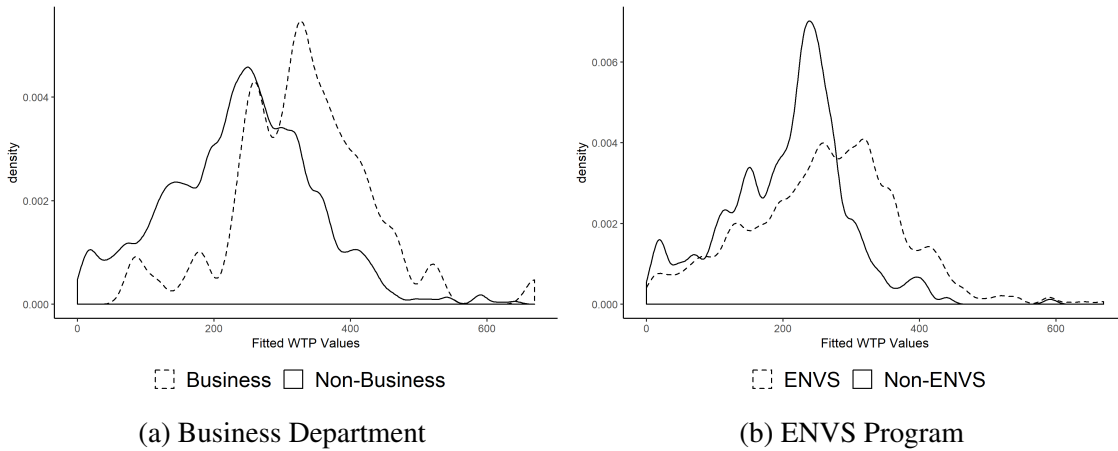 density
0.004
0.002
0.000
0
200
400
600
Fitted WTP Values
Business Non-Business
(a) Business Department
density
0.006
0.004
0.002
0.000
0
200
400
600
Fitted WTP Values
ENVS Non-ENVS
(b) ENVS Program